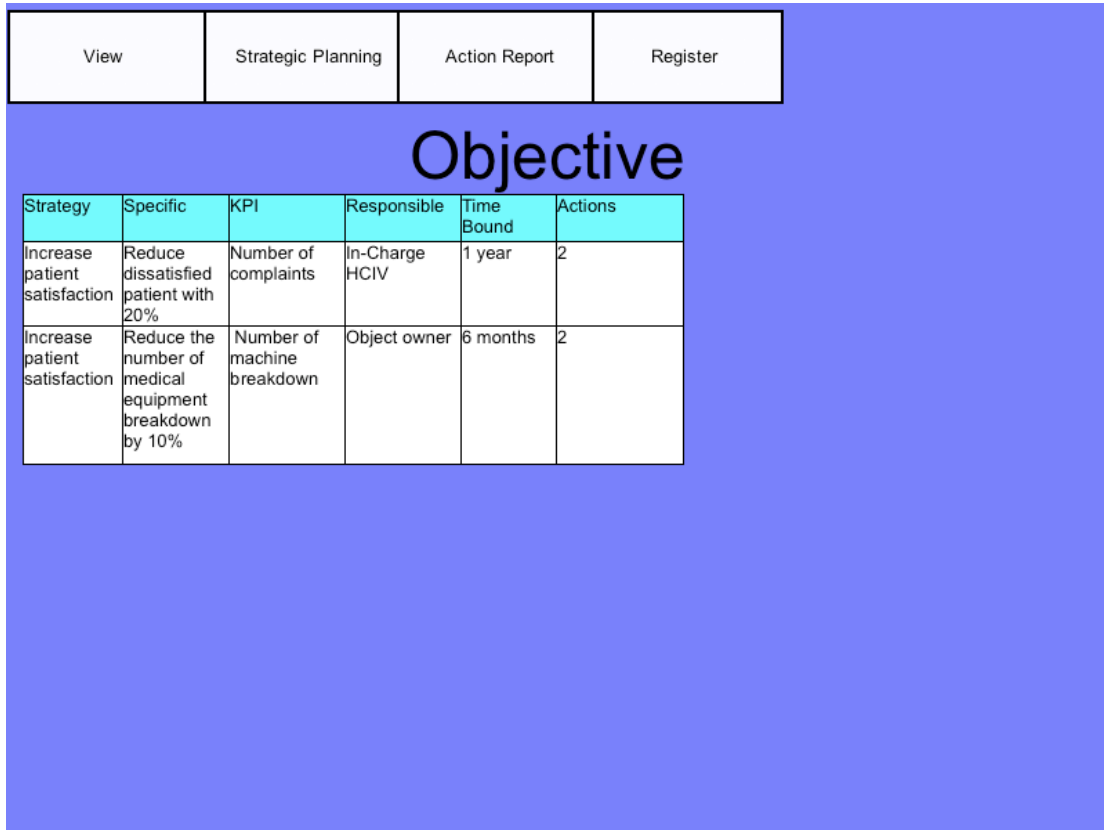 View Strategic Planning Action Report Register
Objective
Strategy Specific KPI Responsible Time Bound Actions
Increase patient satisfaction Reduce dissatisfied patient with 20% Number of complaints In-Charge HCIV 1 year 2
Increase patient satisfaction Reduce the number of medical equipment breakdown by 10% Number of machine breakdown Object owner 6 months 2